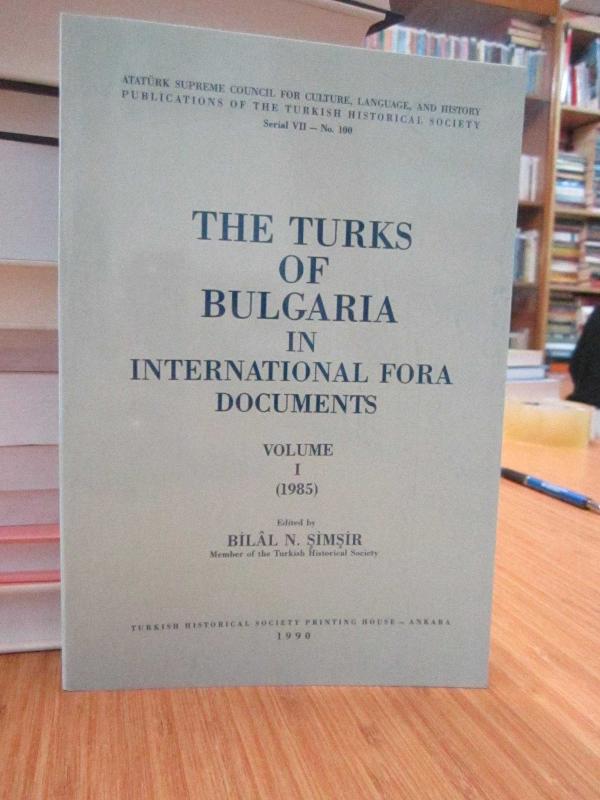 ATATÜRK SUPREME COUNCIL FOR CULTURE, LANGUAGE, AND HISTORY
PUBLICATIONS OF THE TURKISH HISTORICAL SOCIETY
Serial VII — No. 100
THE TURKS
OF
BULGARIA
IN
INTERNATIONAL FORA
DOCUMENTS
VOLUME
I
(1985)
Edited by
BİLÂL N. ŞİMŞİR
Member of the Turkish Historical Society
TURKISH HISTORICAL SOCIETY PRINTING HOUSE — ANKARA
1990